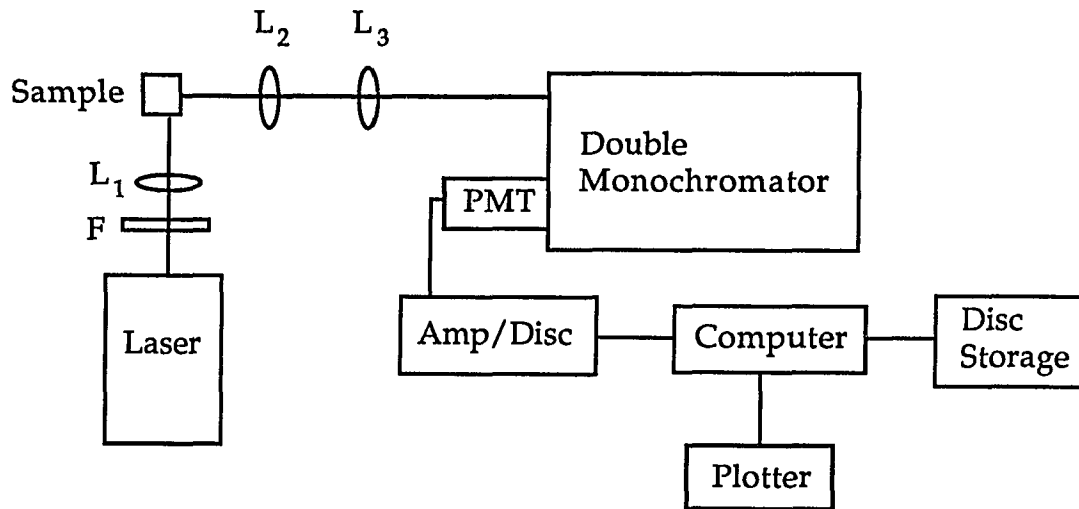 L2
L3
Sample
Double
Monochromator
L1
PMT
F
Laser
Amp/Disc
Computer
Disc
Storage
Plotter